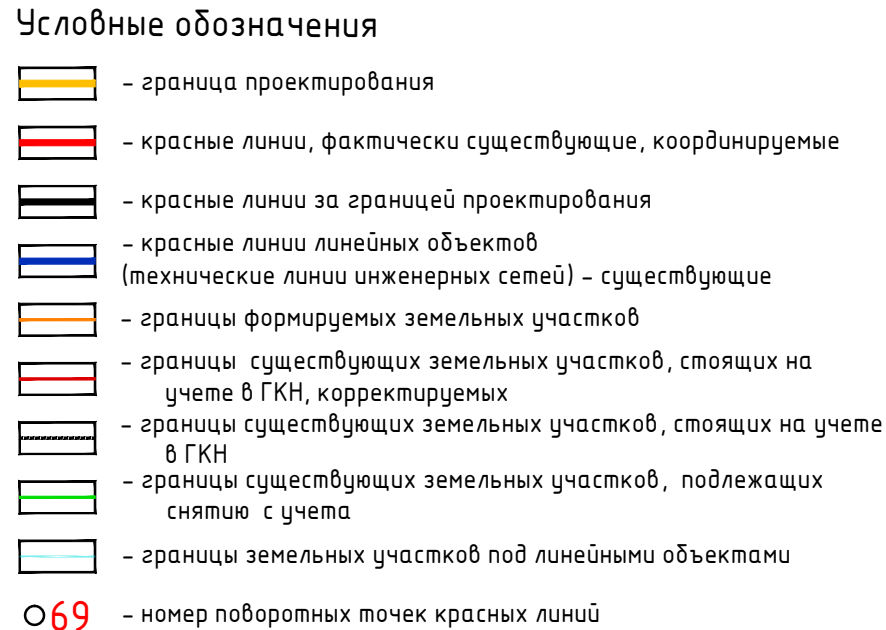 Условные обозначения
– граница проектирования
– красные линии, фактически существующие, координируемые
– красные линии за границей проектирования
– красные линии линейных объектов
(технические линии инженерных сетей) – существующие
– границы формируемых земельных участков
– границы существующих земельных участков, стоящих на
учете в ГКН, корректируемых
– границы существующих земельных участков, стоящих на учете
в ГКН
– границы существующих земельных участков, подлежащих
снятию с учета
– границы земельных участков под линейными объектами
69 – номер поворотных точек красных линий